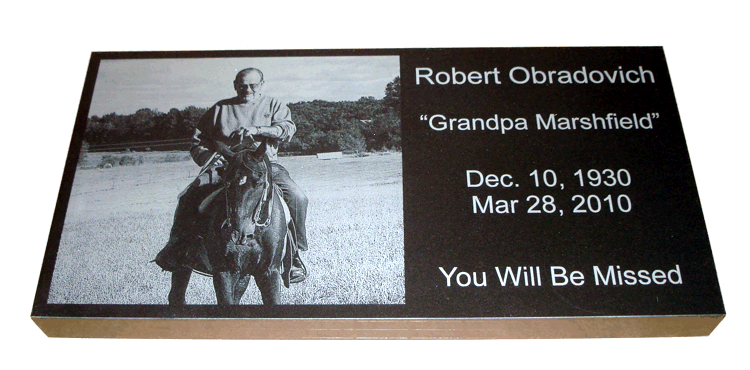 Robert Obradovich
“Grandpa Marshfield”
Dec. 10, 1930
Mar 28, 2010
You Will Be Missed